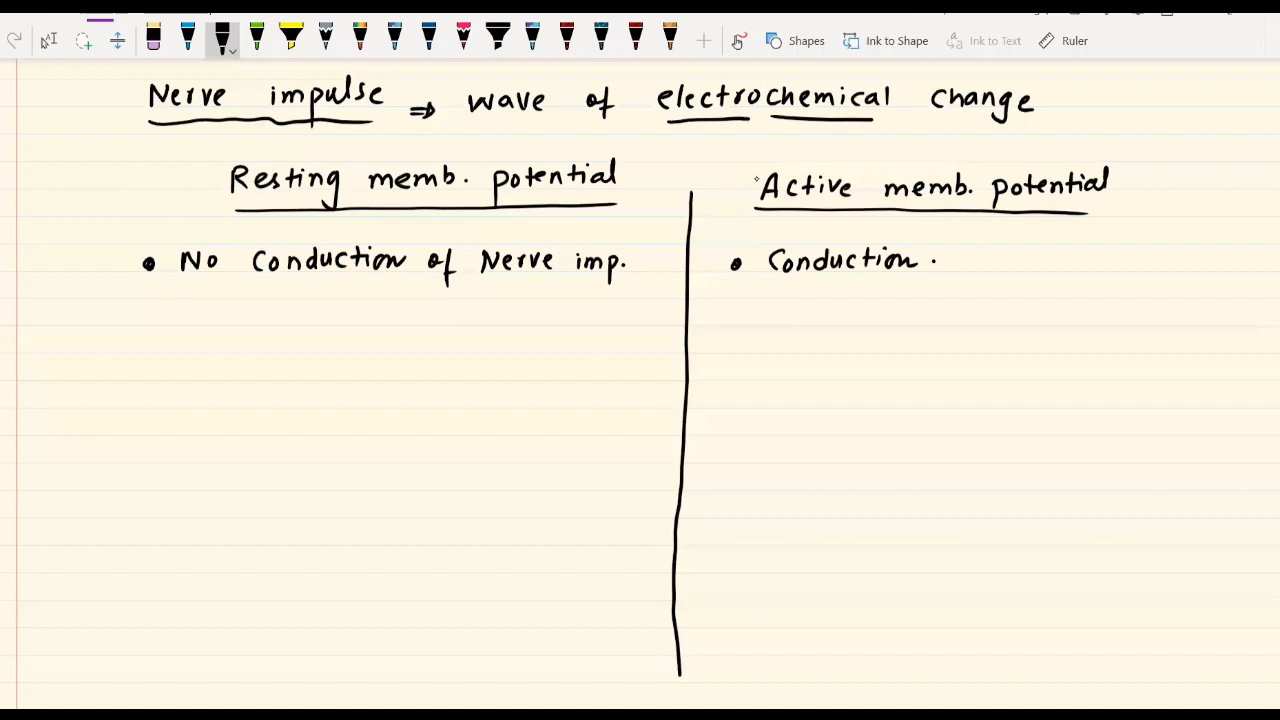 Shapes Ink to Shape Ink to Text Ruler
Nerve impulse ⇒ wave of electrochemical change
Resting memb. potential
Active memb. potential
• No Conduction of Nerve imp.
• Conduction.